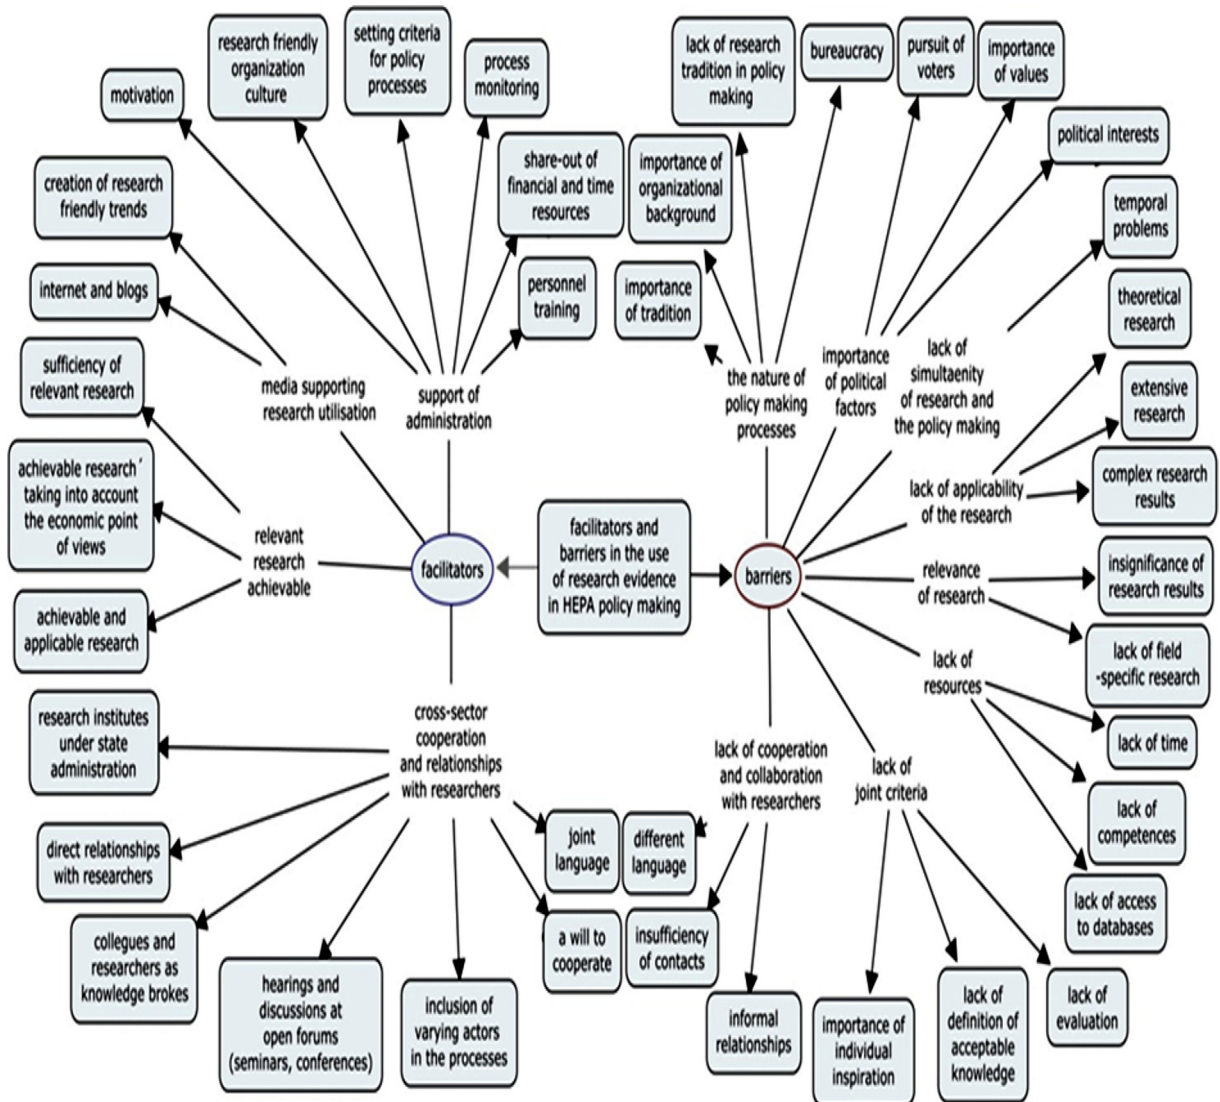 motivation
research friendly
organization
culture
setting criteria
for policy
processes
process
monitoring
share-out of
financial and time
resources
personnel
training
creation of research
friendly trends
internet and blogs
media supporting
research utilisation
support of
administration
sufficiency of
relevant research
achievable research´
taking into account
the economic point
of views
achievable and
applicable research
relevant
research
achievable
facilitators
facilitators and
barriers in the use
of research evidence
in HEPA policy making
barriers
cross-sector
cooperation
and relationships
with researchers
research institutes
under state
administration
direct relationships
with researchers
collegues and
researchers as
knowledge brokes
hearings and
discussions at
open forums
(seminars, conferences)
inclusion of
varying actors
in the processes
a will to
cooperate
joint
language
lack of research
tradition in policy
making
bureaucracy
pursuit of
voters
importance
of values
political interests
importance of
organizational
background
importance
of tradition
the nature of
policy making
processes
importance
of political
factors
lack of
simultaenity
of research and
the policy making
temporal
problems
theoretical
research
extensive
research
complex research
results
lack of applicability
of the research
relevance
of research
insignificance of
research results
lack of field
-specific research
lack of
resources
lack of time
lack of
competences
lack of access
to databases
lack of cooperation
and collaboration
with researchers
different
language
insufficiency
of contacts
informal
relationships
lack of
joint criteria
importance of
individual
inspiration
lack of
definition of
acceptable
knowledge
lack of
evaluation